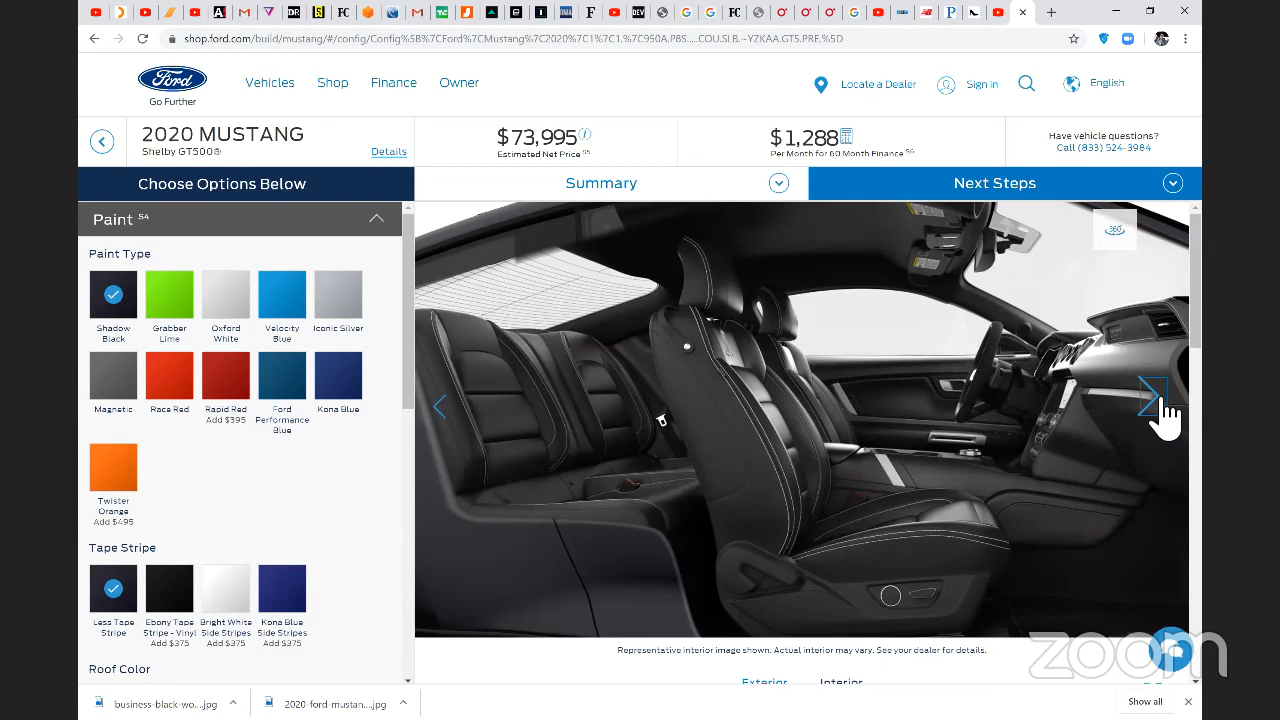 shop.ford.com/build/mustang/#/config/Config%5B%7CFord%7CMustang%7C2020%7C1%7C1.%7C950A.P8S.....COU.SLB.~YZKAA.GT5.PRE.%5D
Ford
Go Further
Vehicles
Shop
Finance
Owner
Locate a Dealer
Sign in
English
2020 MUSTANG
Shelby GT500®
Details
$73,995
Estimated Net Price
$1,288
Per Month for 60 Month Finance
Have vehicle questions?
Call (833) 524-3984
Choose Options Below
Summary
Next Steps
Paint S4
360°
Paint Type
Shadow Black
Grabber Lime
Oxford White
Velocity Blue
Iconic Silver
Magnetic
Race Red
Rapid Red
Add $395
Ford Performance Blue
Kona Blue
Twister Orange
Add $495
Tape Stripe
Less Tape Stripe
Ebony Tape Stripe - Vinyl
Add $375
Bright White Side Stripes
Add $375
Kona Blue Side Stripes
Add $375
Roof Color
Representative interior image shown. Actual interior may vary. See your dealer for details.
Exterior
Interior
zoom
business-black-wo....jpg
2020-ford-mustan....jpg
Show all